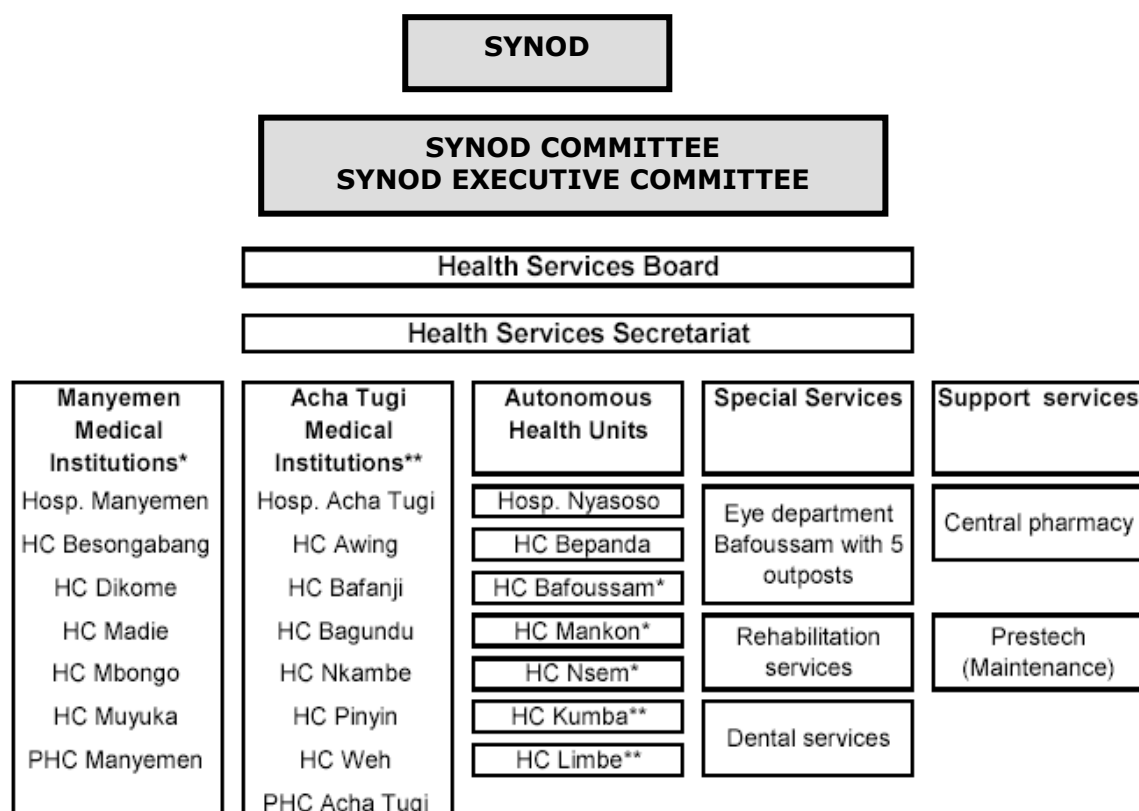 SYNOD
SYNOD COMMITTEE
SYNOD EXECUTIVE COMMITTEE
Health Services Board
Health Services Secretariat
Manyemen
Medical
Institutions*
Hosp. Manyemen
HC Besongabang
HC Dikome
HC Madie
HC Mbongo
HC Muyuka
PHC Manyemen
Acha Tugi
Medical
Institutions**
Hosp. Acha Tugi
HC Awing
HC Bafanji
HC Bagundu
HC Nkambe
HC Pinyin
HC Weh
PHC Acha Tugi
Autonomous
Health Units
Hosp. Nyasoso
HC Bepanda
HC Bafoussam*
HC Mankon*
HC Nsem*
HC Kumba**
HC Limbe**
Special Services
Eye department
Bafoussam with 5
outposts
Rehabilitation
services
Dental services
Support services
Central pharmacy
Prestech
(Maintenance)